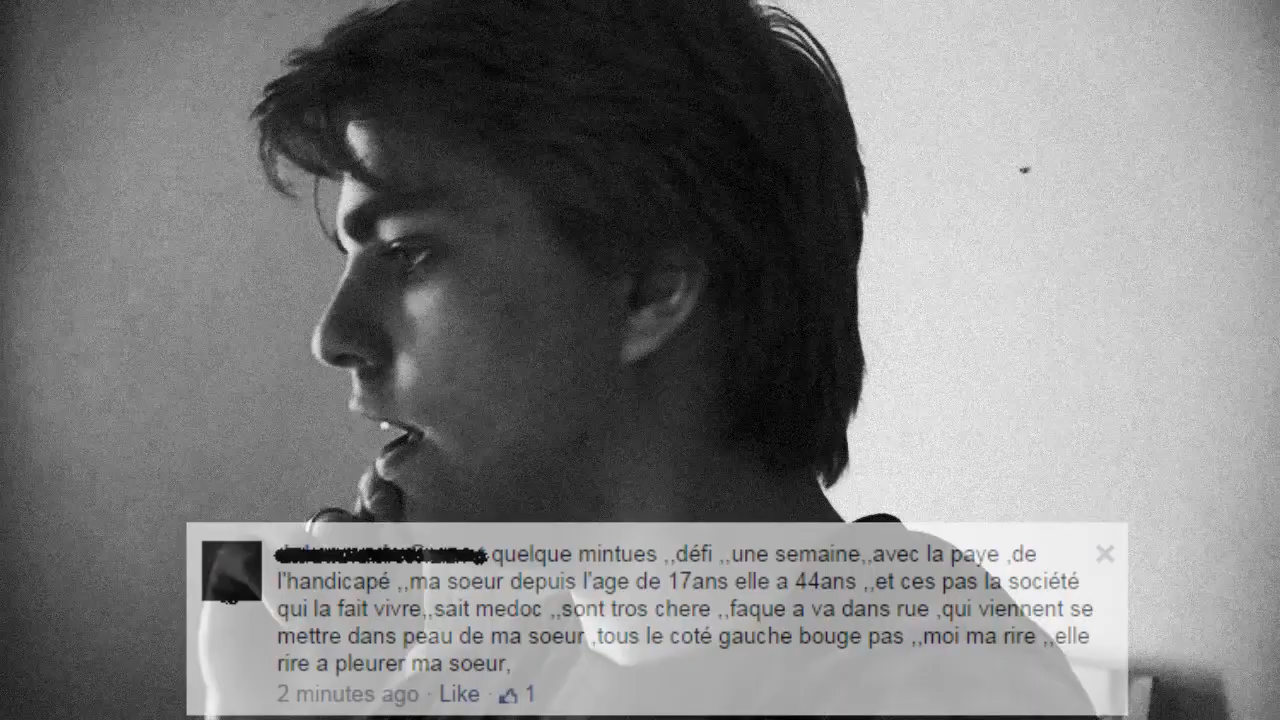 quelque mintues ,,défi ,,une semaine,,avec la paye ,de
l'handicapé ,,ma soeur depuis l'age de 17ans elle a 44ans ,,et ces pas la société
qui la fait vivre,,sait medoc ,,sont tros chere ,,faque a va dans rue ,qui viennent se
mettre dans peau de ma soeur ,tous le coté gauche bouge pas ,,moi ma rire ,,elle
rire a pleurer ma soeur,
2 minutes ago · Like · 1